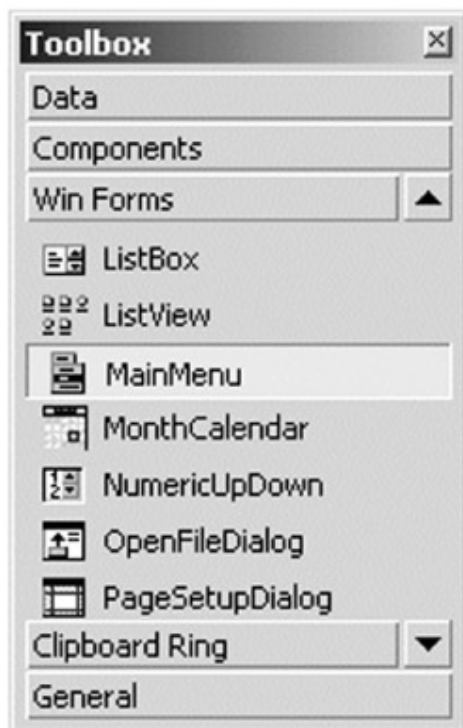 Toolbox
Data
Components
Win Forms
ListBox
ListView
MainMenu
MonthCalendar
NumericUpDown
OpenFileDialog
PageSetupDialog
Clipboard Ring
General